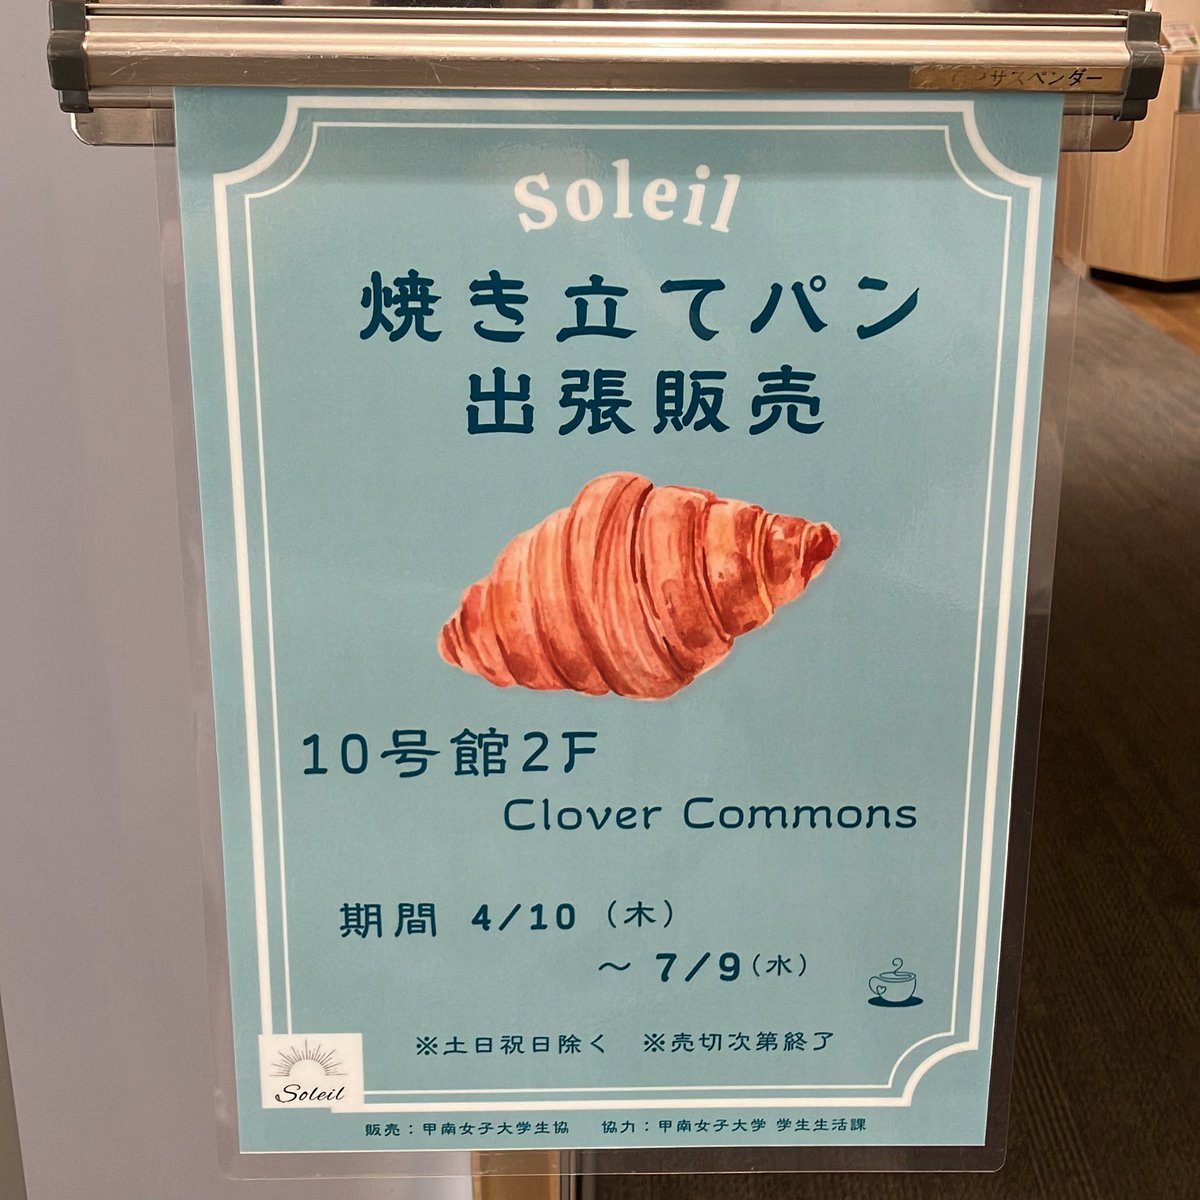 サスペンダー
Soleil
焼き立てパン
出張販売
10号館2F
Clover Commons
期間 4/10 (木)
～ 7/9 (水)
※土日祝日除く ※売切次第終了
Soleil
販売：甲南女子大学生協 協力：甲南女子大学 学生生活課